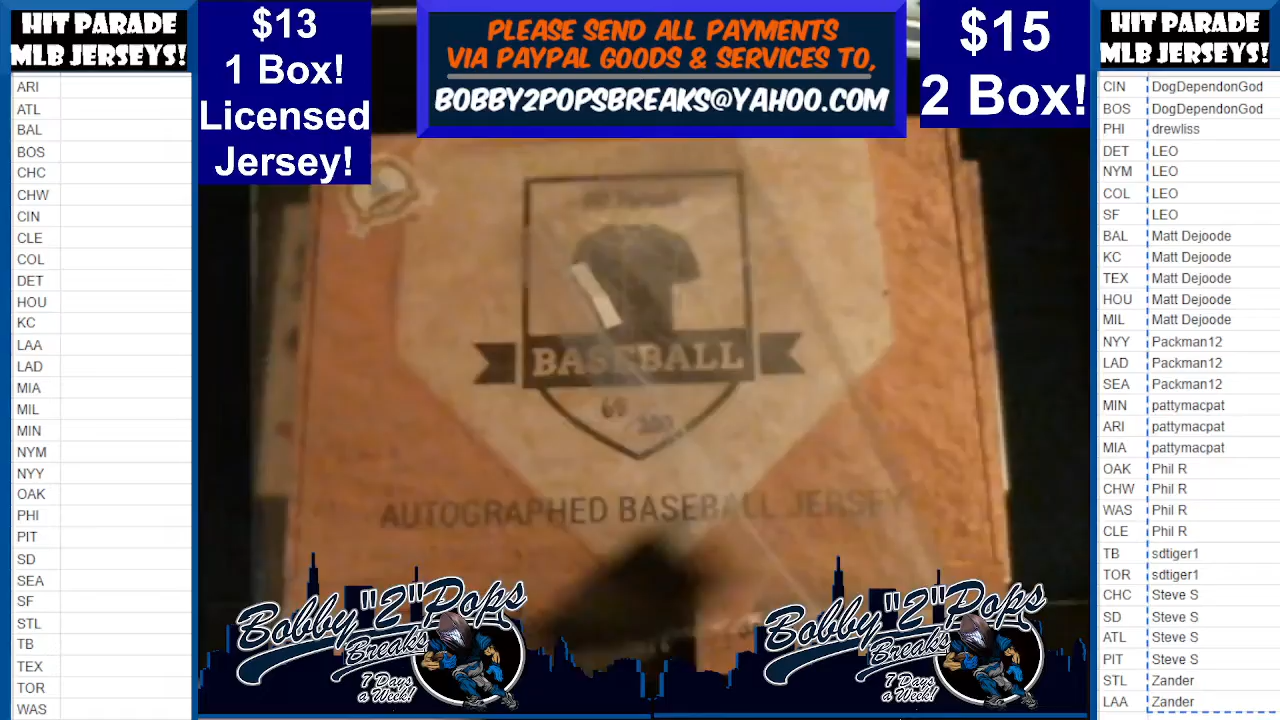 HIT PARADE
MLB JERSEYS!
ARI
ATL
BAL
BOS
CHC
CHW
CIN
CLE
COL
DET
HOU
KC
LAA
LAD
MIA
MIL
MIN
NYM
NYY
OAK
PHI
PIT
SD
SEA
SF
STL
TB
TEX
TOR
WAS
$13
1 Box!
Licensed
Jersey!
PLEASE SEND ALL PAYMENTS
VIA PAYPAL GOODS & SERVICES TO,
BOBBY2POPSBREAKS@YAHOO.COM
$15
2 Box!
BASEBALL
AUTOGRAPHED BASEBALL JERSEY
Bobby "2" Pops
Breaks
7 Days
a Week!
Bobby "2" Pops
Breaks
7 Days
a Week!
HIT PARADE
MLB JERSEYS!
CIN DogDependonGod
BOS DogDependonGod
PHI drewliss
DET LEO
NYM LEO
COL LEO
SF LEO
BAL Matt Dejoode
KC Matt Dejoode
TEX Matt Dejoode
HOU Matt Dejoode
MIL Matt Dejoode
NYY Packman12
LAD Packman12
SEA Packman12
MIN pattymacpat
ARI pattymacpat
MIA pattymacpat
OAK Phil R
CHW Phil R
WAS Phil R
CLE Phil R
TB sdtiger1
TOR sdtiger1
CHC Steve S
SD Steve S
ATL Steve S
PIT Steve S
STL Zander
LAA Zander